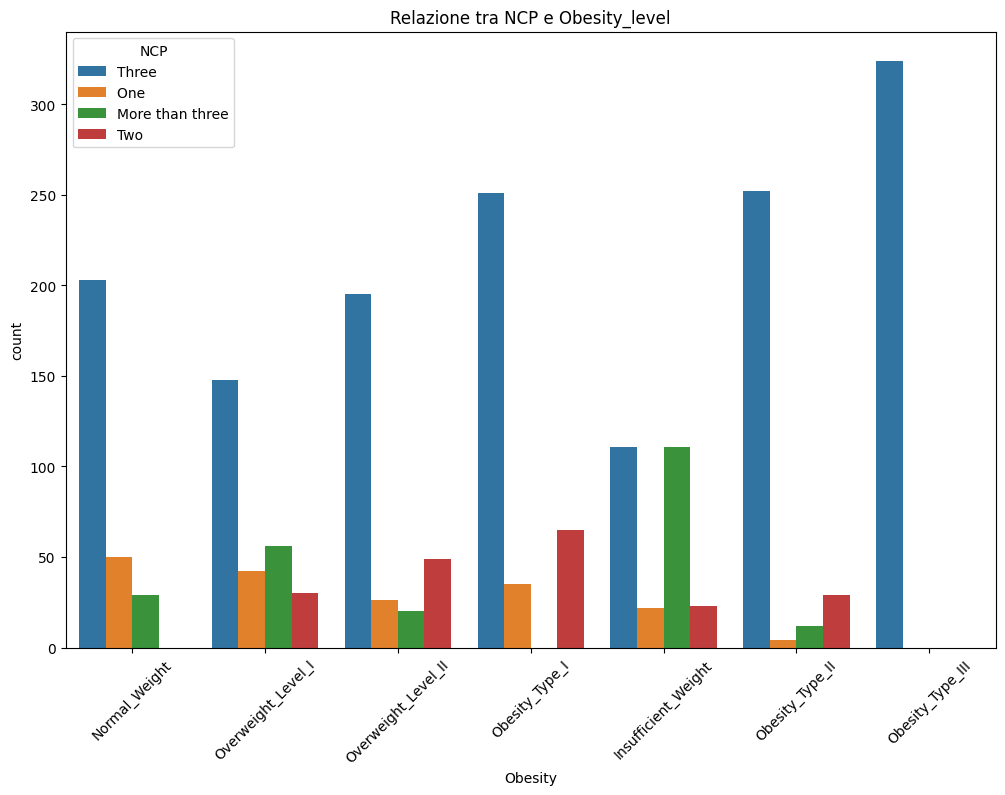 Relazione tra NCP e Obesity_level
NCP
Three
One
More than three
Two
count
300
250
200
150
100
50
0
Normal_Weight
Overweight_Level_I
Overweight_Level_II
Obesity_Type_I
Insufficient_Weight
Obesity_Type_II
Obesity_Type_III
Obesity